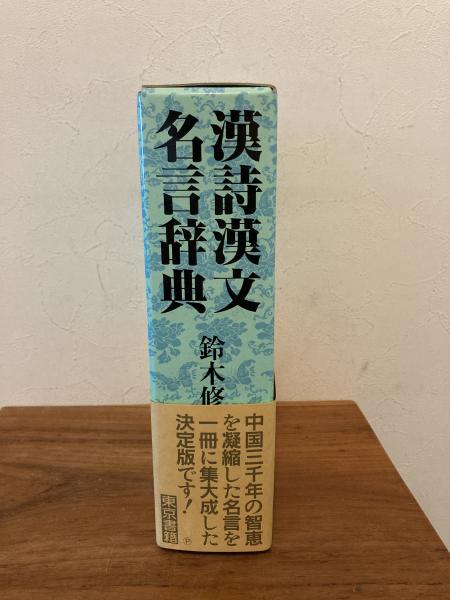 漢詩漢文
名言辞典
鈴木修
中国三千年の智恵
を凝縮した名言を
一冊に集大成した
決定版です!
東京書籍
P